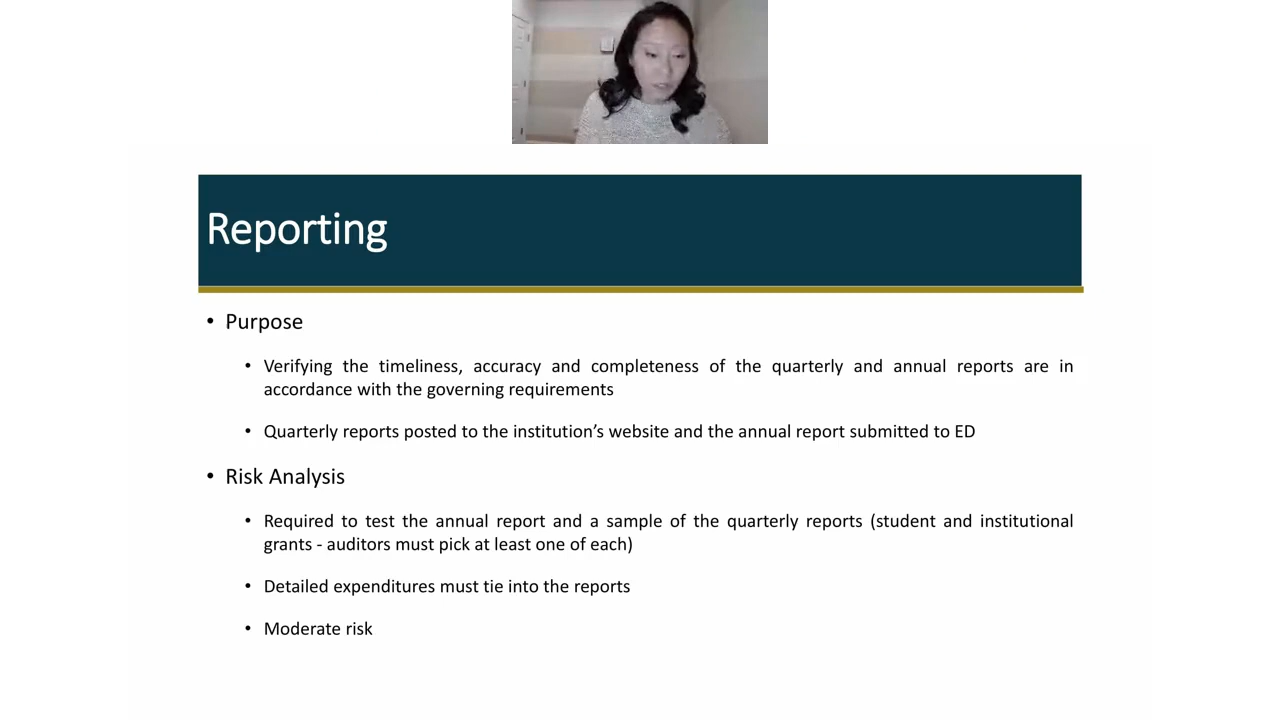 Reporting
• Purpose
• Verifying the timeliness, accuracy and completeness of the quarterly and annual reports are in
accordance with the governing requirements
• Quarterly reports posted to the institution’s website and the annual report submitted to ED
• Risk Analysis
• Required to test the annual report and a sample of the quarterly reports (student and institutional
grants - auditors must pick at least one of each)
• Detailed expenditures must tie into the reports
• Moderate risk